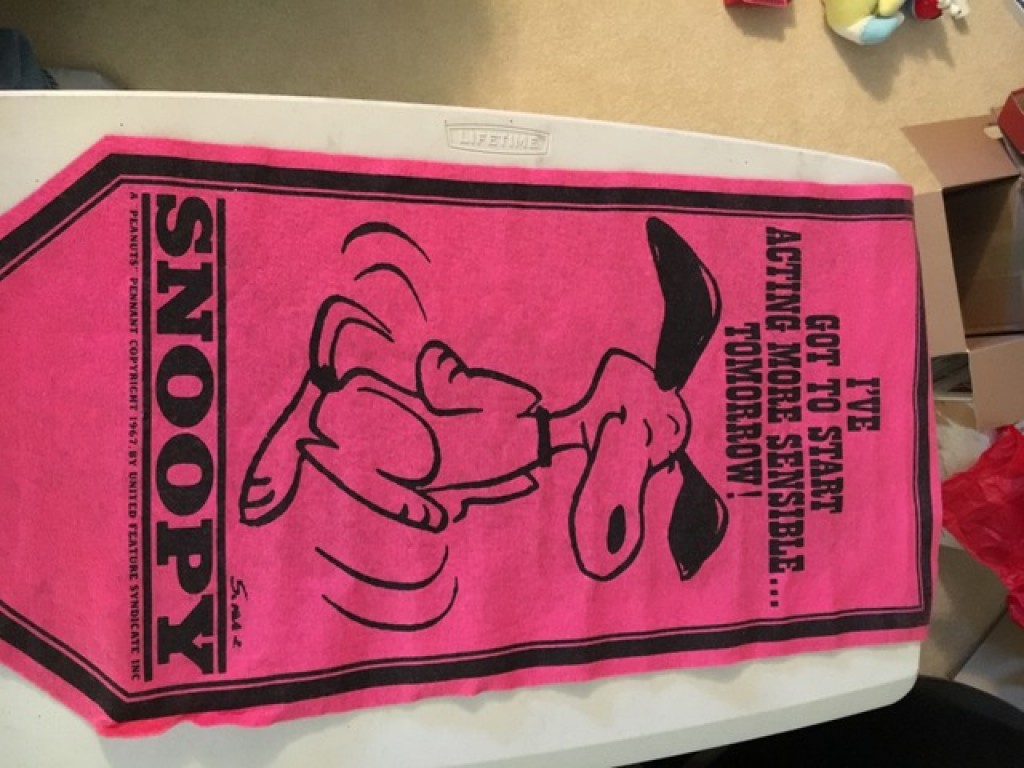 LIFETIME
I'VE
GOT TO START
ACTING MORE SENSIBLE...
TOMORROW!
SNOOPY
A PEANUTS PENNANT COPYRIGHT 1967, BY UNITED FEATURE SYNDICATE INC